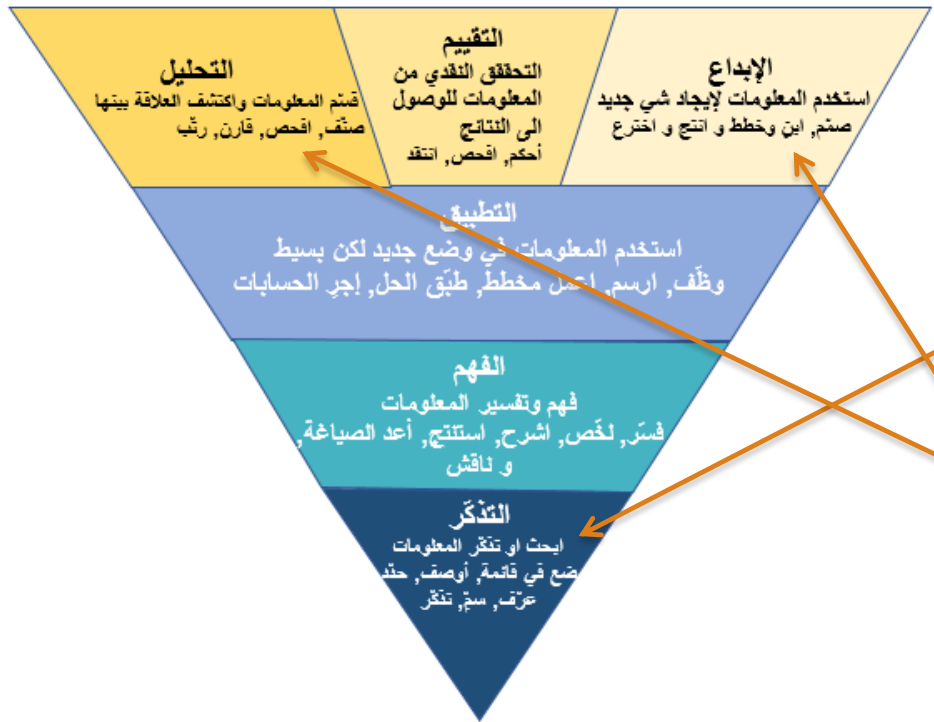 التحليل
قسّم المعلومات واكتشف العلاقة بينها
صنّف, افحص, قارن, رتّب
التقييم
التحققق النقدي من
المعلومات للوصول
الى النتائج
أحكم, افحص, انتقد
الإبداع
استخدم المعلومات لإيجاد شي جديد
صمّم, ابنِ وخطط و انتج و اخترع
التطبيق
استخدم المعلومات في وضع جديد لكن بسيط
وظّف, ارسم, اعمل مخطط, طبّق الحل, إجرِ الحسابات
الفهم
فهم وتفسير المعلومات
فسّر, لخّص, اشرح, استنتج, أعد الصياغة,
و ناقش
التذكّر
ابحث او تذكّر المعلومات
ضع في قائمة, أوصف, حدّد
عرّف, سمّ, تذكّر